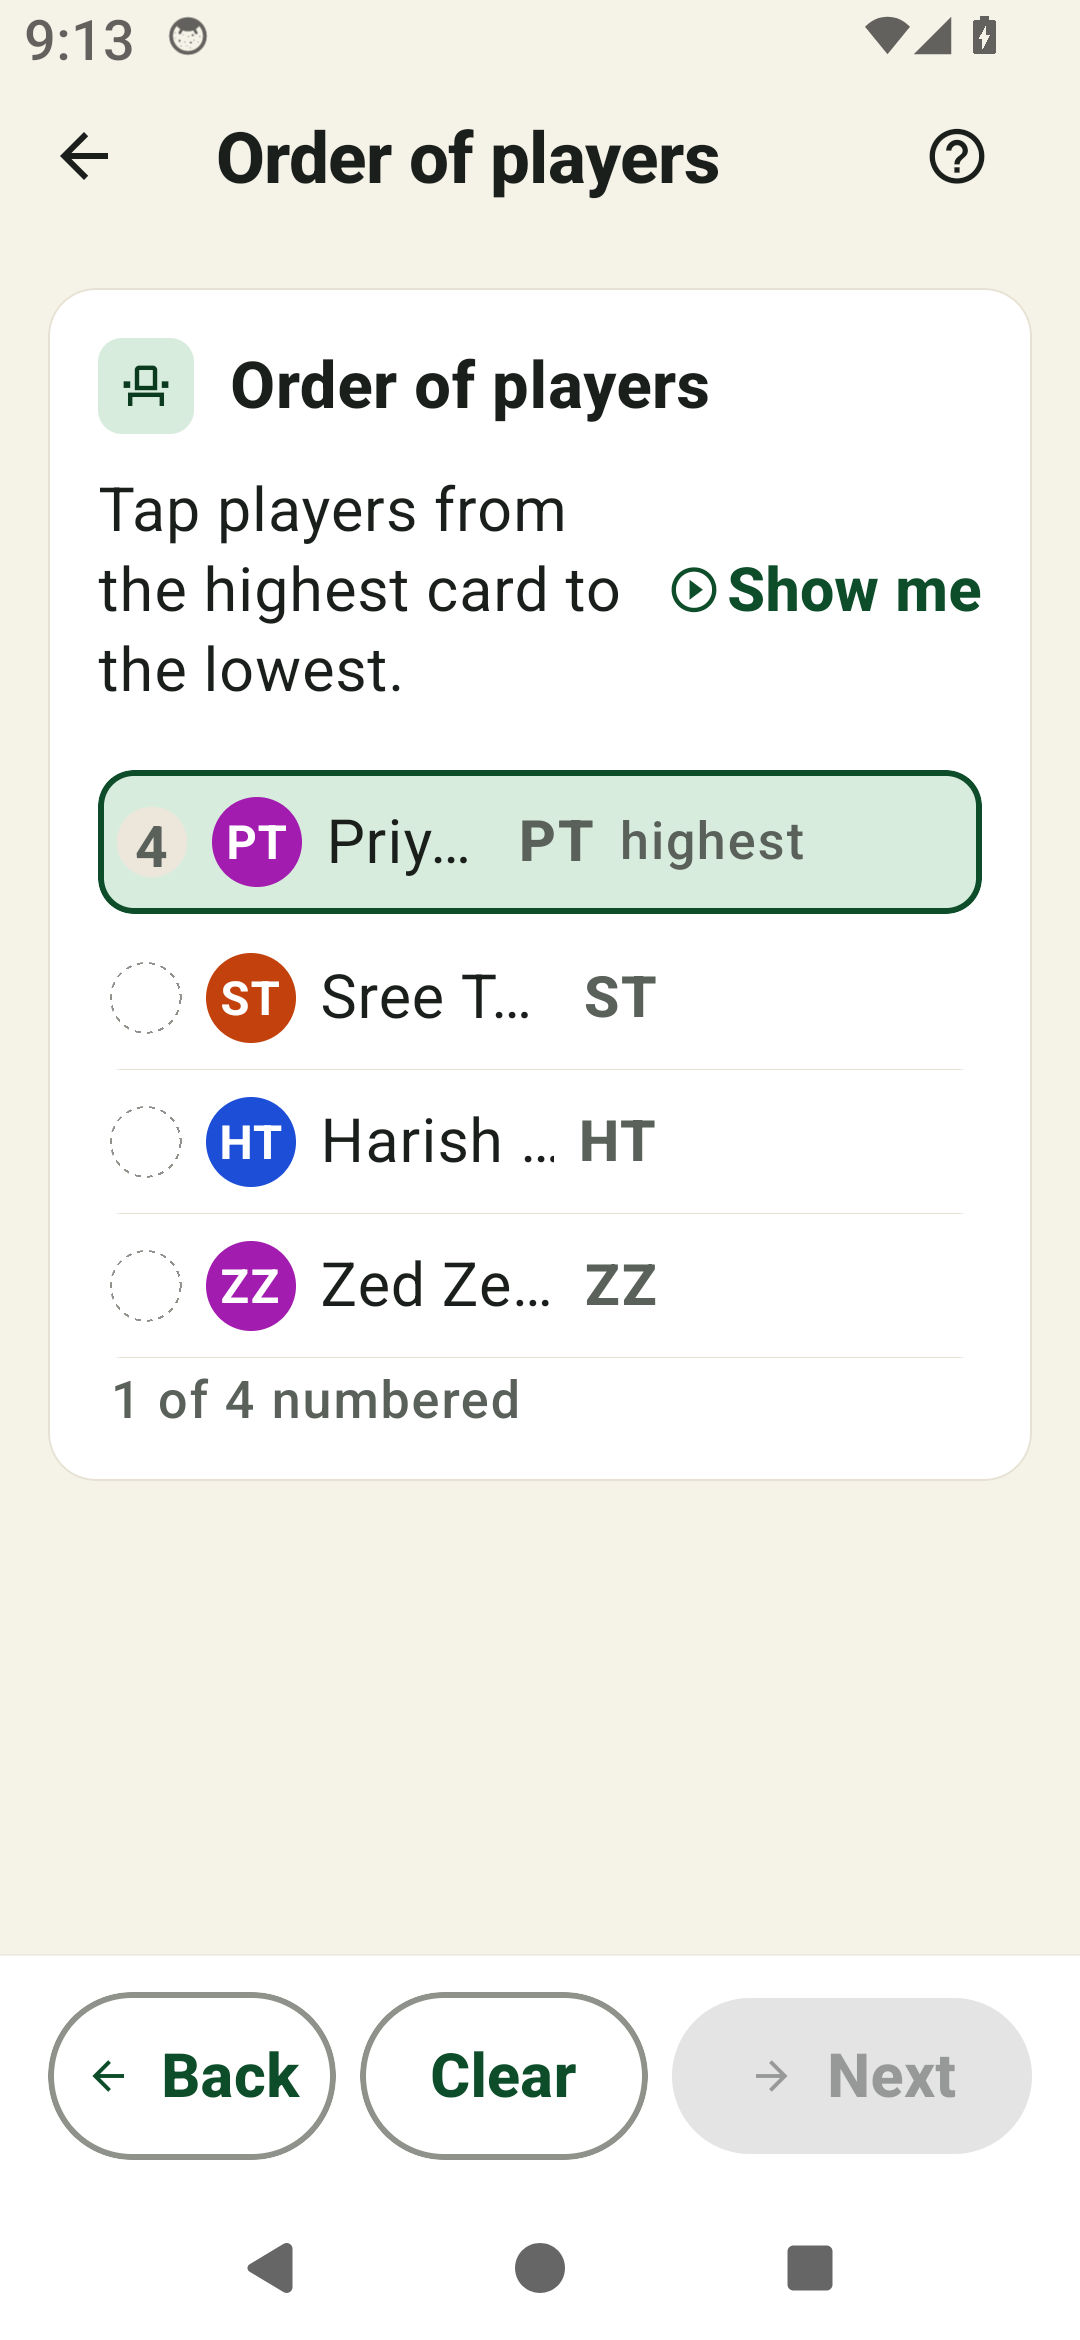 9:13
Order of players
Order of players
Tap players from
the highest card to
the lowest.
Show me
4 PT Priy... PT highest
ST Sree T... ST
HT Harish ... HT
ZZ Zed Ze... ZZ
1 of 4 numbered
Back Clear Next